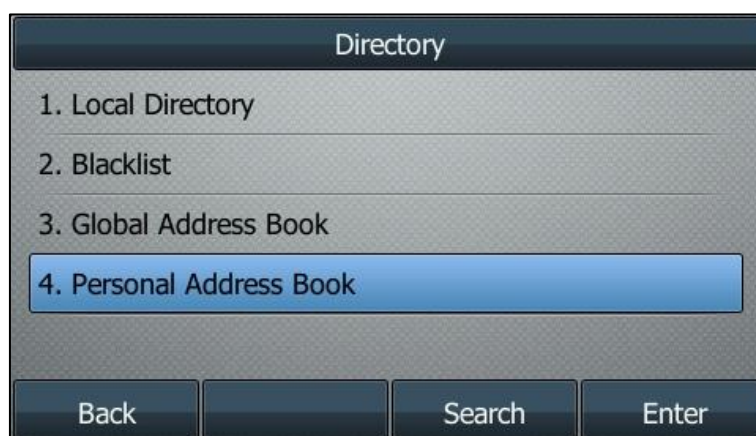 Directory
1. Local Directory
2. Blacklist
3. Global Address Book
4. Personal Address Book
Back Search Enter